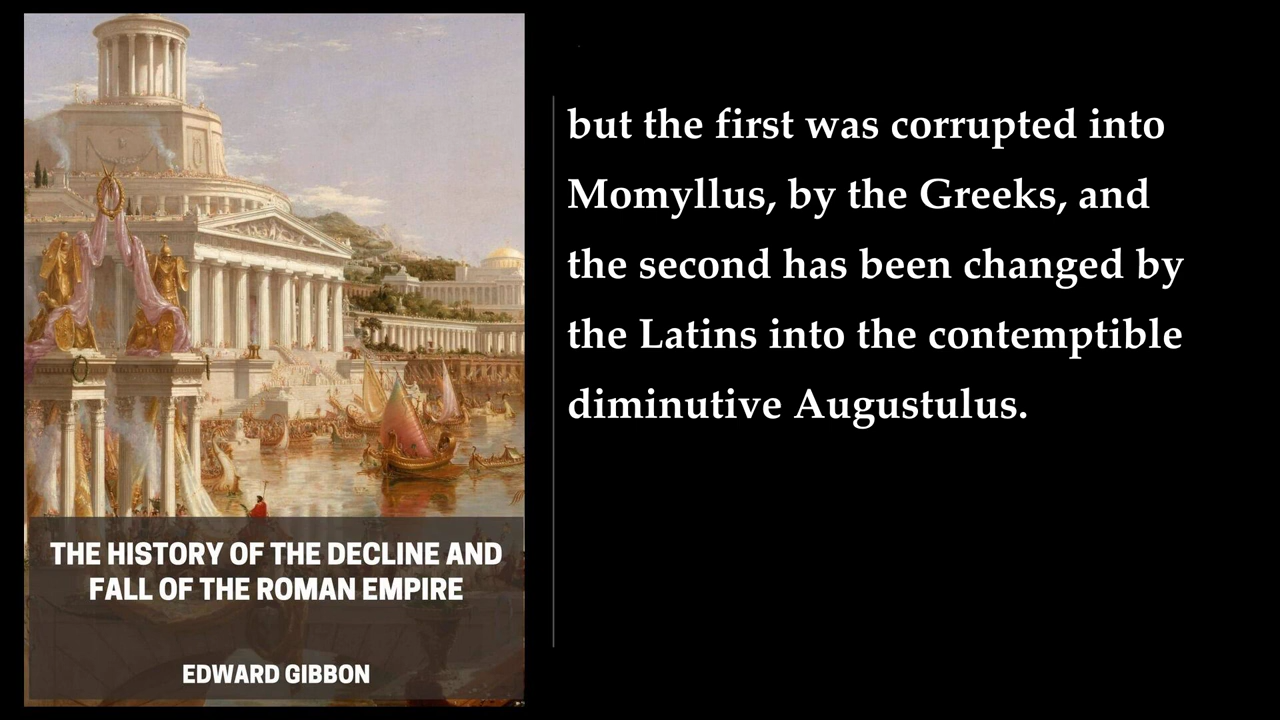 but the first was corrupted into
Momyllus, by the Greeks, and
the second has been changed by
the Latins into the contemptible
diminutive Augustulus.
THE HISTORY OF THE DECLINE AND
FALL OF THE ROMAN EMPIRE
EDWARD GIBBON